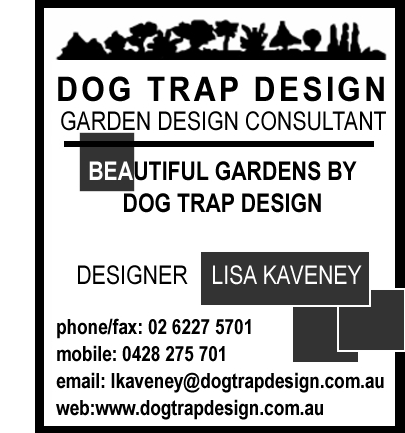 DOG TRAP DESIGN
GARDEN DESIGN CONSULTANT
BEAUTIFUL GARDENS BY
DOG TRAP DESIGN
DESIGNER LISA KAVENEY
phone/fax: 02 6227 5701
mobile: 0428 275 701
email: lkaveney@dogtrapdesign.com.au
web:www.dogtrapdesign.com.au